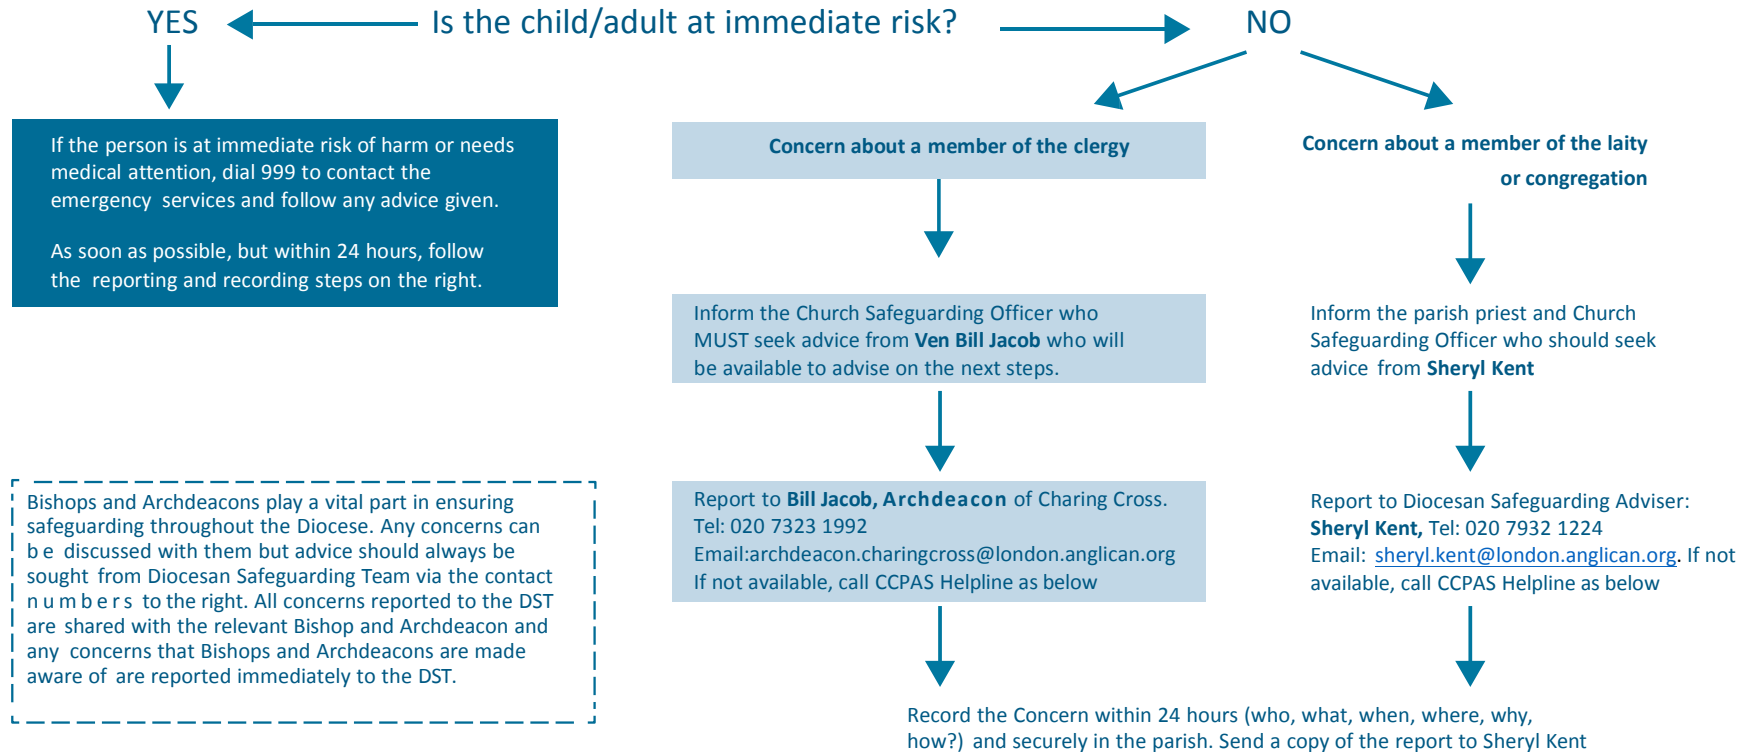 YES
Is the child/adult at immediate risk?
NO
If the person is at immediate risk of harm or needs
medical attention, dial 999 to contact the
emergency services and follow any advice given.
As soon as possible, but within 24 hours, follow
the reporting and recording steps on the right.
Concern about a member of the clergy
Concern about a member of the laity
or congregation
Inform the Church Safeguarding Officer who
MUST seek advice from Ven Bill Jacob who will
be available to advise on the next steps.
Inform the parish priest and Church
Safeguarding Officer who should seek
advice from Sheryl Kent
Bishops and Archdeacons play a vital part in ensuring
safeguarding throughout the Diocese. Any concerns can
be discussed with them but advice should always be
sought from Diocesan Safeguarding Team via the contact
numbers to the right. All concerns reported to the DST
are shared with the relevant Bishop and Archdeacon and
any concerns that Bishops and Archdeacons are made
aware of are reported immediately to the DST.
Report to Bill Jacob, Archdeacon of Charing Cross.
Tel: 020 7323 1992
Email:archdeacon.charingcross@london.anglican.org
If not available, call CCPAS Helpline as below
Report to Diocesan Safeguarding Adviser:
Sheryl Kent, Tel: 020 7932 1224
Email: sheryl.kent@london.anglican.org. If not
available, call CCPAS Helpline as below
Record the Concern within 24 hours (who, what, when, where, why,
how?) and securely in the parish. Send a copy of the report to Sheryl Kent